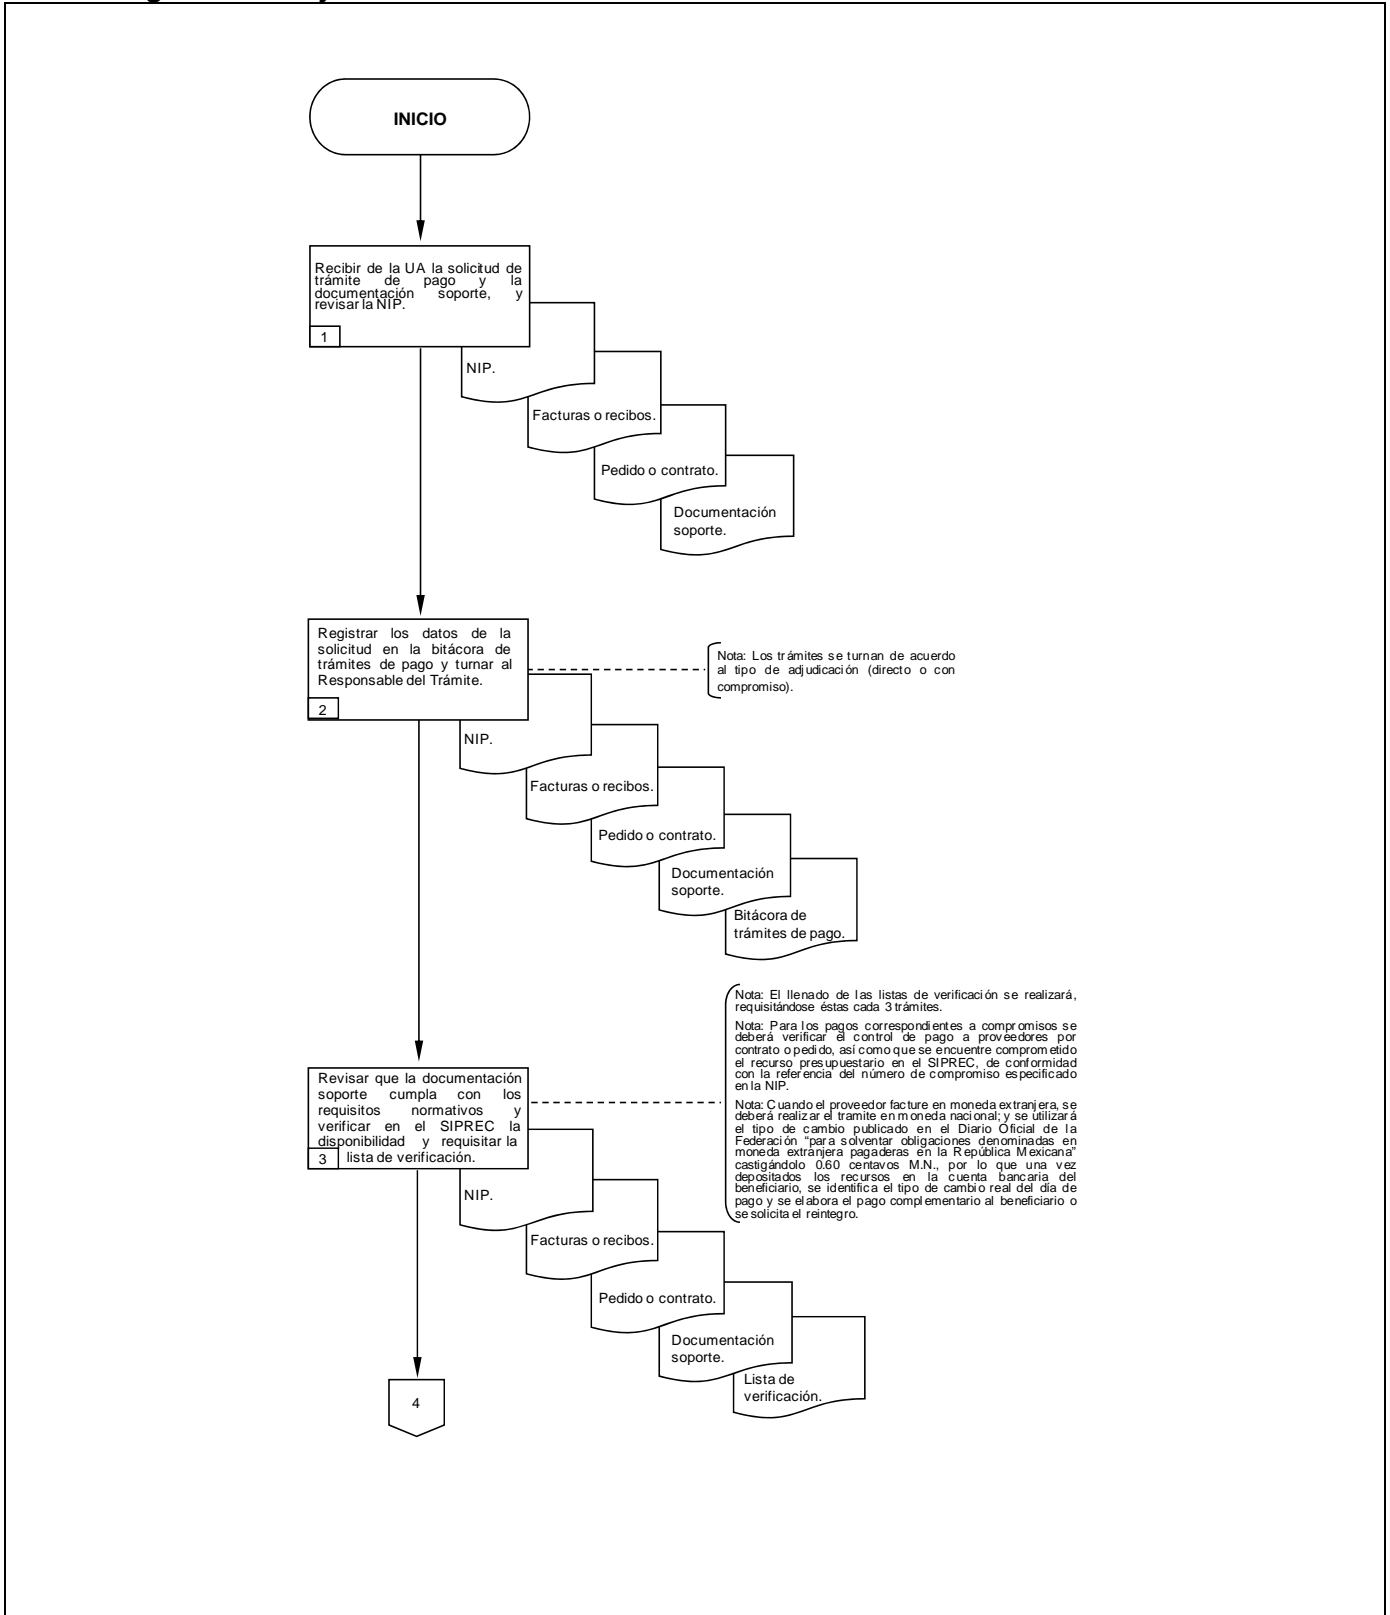 INICIO
Recibir de la UA la solicitud de
trámite de pago y la
documentación soporte, y
revisar la NIP.
1
NIP.
Facturas o recibos.
Pedido o contrato.
Documentación
soporte.
Registrar los datos de la
solicitud en la bitácora de
trámites de pago y turnar al
Responsable del Trámite.
2
Nota: Los trámites se turnan de acuerdo
al tipo de adjudicación (directo o con
compromiso).
NIP.
Facturas o recibos.
Pedido o contrato.
Documentación
soporte.
Bitácora de
trámites de pago.
Nota: El llenado de las listas de verificación se realizará,
requisitándose éstas cada 3 trámites.
Nota: Para los pagos correspondientes a compromisos se
deberá verificar el control de pago a proveedores por
contrato o pedido, así como que se encuentre comprometido
el recurso presupuestario en el SIPREC, de conformidad
con la referencia del número de compromiso especificado
en la NIP.
Nota: Cuando el proveedor facture en moneda extranjera, se
deberá realizar el tramite en moneda nacional; y se utilizará
el tipo de cambio publicado en el Diario Oficial de la
Federación "para solventar obligaciones denominadas en
moneda extranjera pagaderas en la República Mexicana"
castigándolo 0.60 centavos M.N., por lo que una vez
depositados los recursos en la cuenta bancaria del
beneficiario, se identifica el tipo de cambio real del día de
pago y se elabora el pago complementario al beneficiario o
se solicita el reintegro.
Revisar que la documentación
soporte cumpla con los
requisitos normativos y
verificar en el SIPREC la
disponibilidad y requisitar la
lista de verificación.
3
NIP.
Facturas o recibos.
Pedido o contrato.
Documentación
soporte.
Lista de
verificación.
4